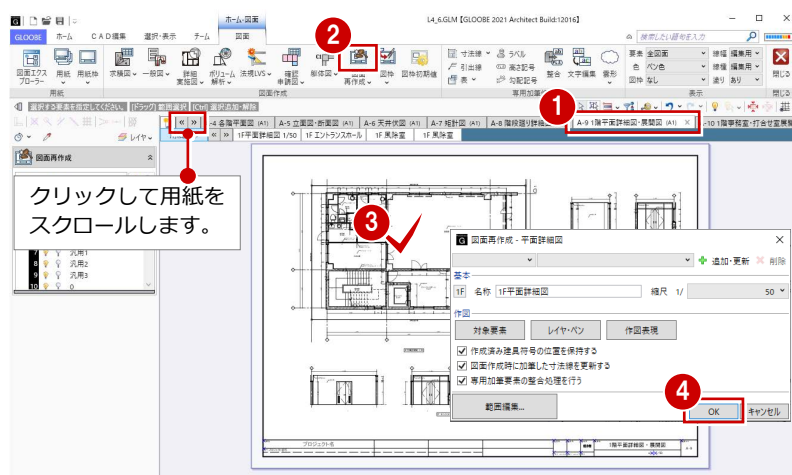 ホーム-図面
L4_6.GLM [GLOOBE 2021 Architect Build:12016]
GLOOBE ホーム CAD編集 選択・表示 チーム 図面
検索したい語句を入力
図面エクスプローラー 用紙 用紙枠 求積図 一般図 詳細実施図 ポリューム解析 法規LVS 確認申請図 躯体図 図面再作成 図枠 図枠初期値
寸法線 ラベル
引出線 高さ記号
表 勾配記号
整合 文字編集 雲形
要素 全図面 線幅 編集用
色 ペン色 線種 編集用
図枠 なし 塗り あり
閉じる
用紙 図面作成 専用加筆 表示 閉じる
選択する要素を指定してください。 [ドラッグ] 範囲選択 [Ctrl] 選択追加・解除
-4 各階平面図 (A1) A-5 立面図・断面図 (A1) A-6 天井伏図 (A1) A-7 矩計図 (A1) A-8 階段廻り詳細 A-9 1階平面詳細図・展開図 (A1) -10 1階事務室・打合せ室展開
レイヤ
1F平面詳細図 1/50 1F エントランスホール 1F 風除室 1F 風除室
図面再作成
クリックして用紙を
スクロールします。
7 汎用1
8 汎用2
9 汎用3
10 0
1
2
3
4
図面再作成 - 平面詳細図
追加・更新 削除
基本
1F 名称 1F平面詳細図 縮尺 1/ 50
作図
対象要素 レイヤ・ペン 作図表現
作成済み建具符号の位置を保持する
図面作成時に加筆した寸法線を更新する
専用加筆要素の整合処理を行う
範囲編集...
OK キャンセル
プロジェクト名
1階平面詳細図・展開図
A-9